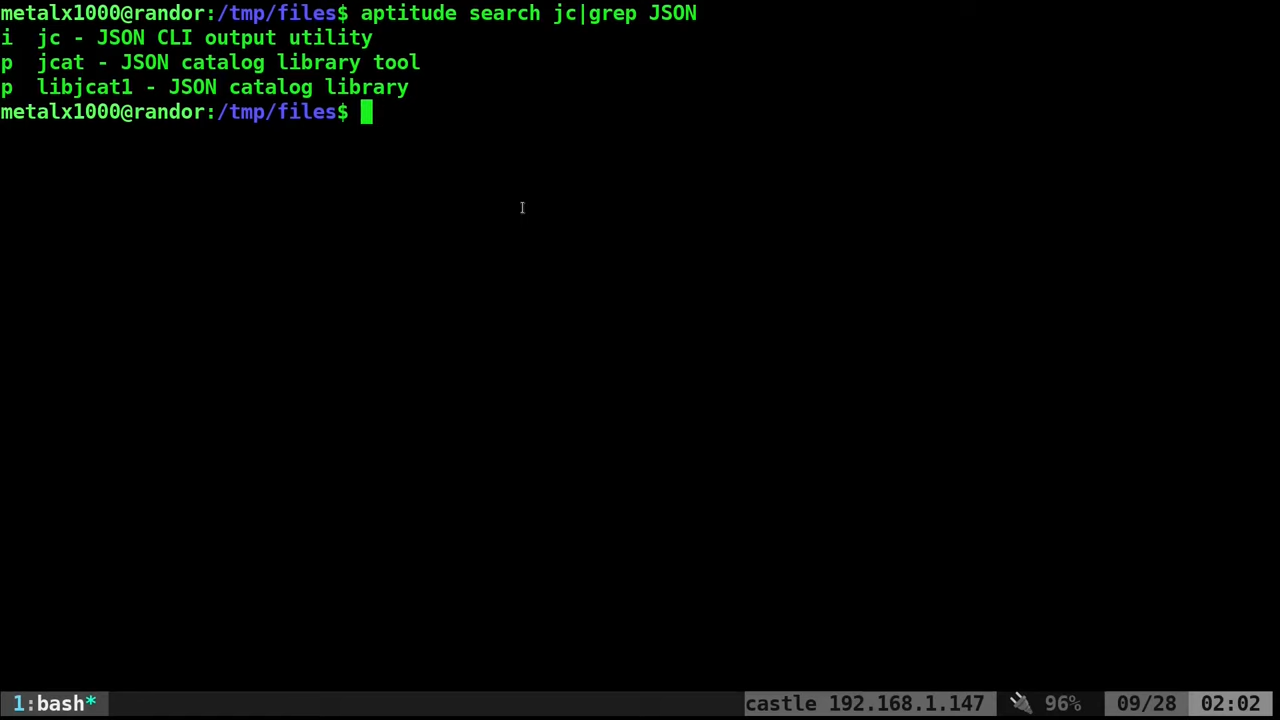 metalx1000@randor:/tmp/files$ aptitude search jc|grep JSON
i  jc - JSON CLI output utility
p  jcat - JSON catalog library tool
p  libjcat1 - JSON catalog library
metalx1000@randor:/tmp/files$
1:bash* castle 192.168.1.147 🔌 96% 09/28 02:02